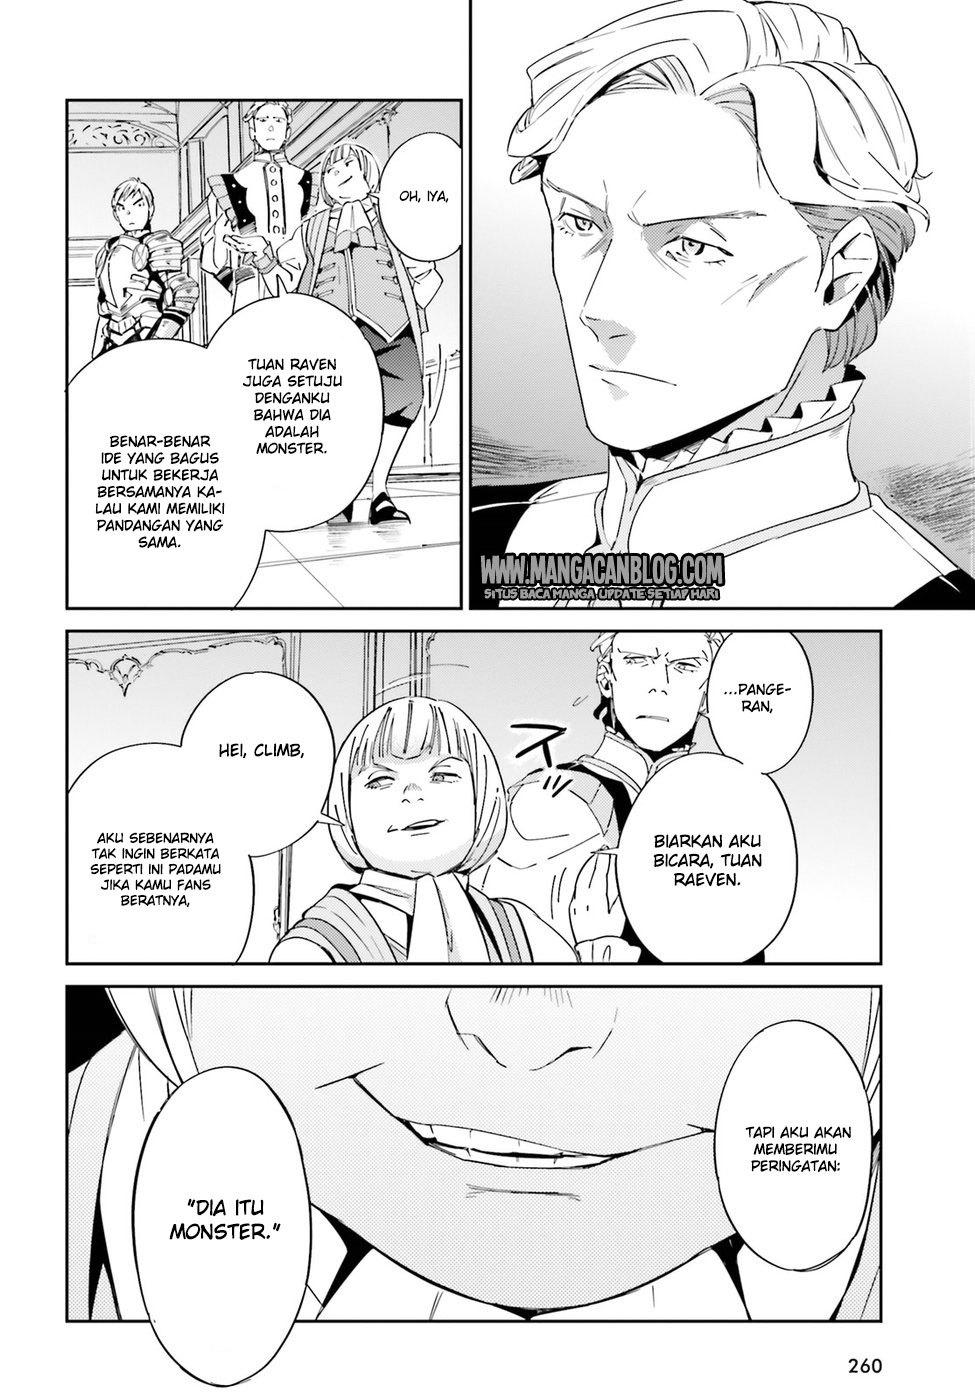 OH, IYA,
TUAN RAVEN
JUGA SETUJU
DENGANKU
BAHWA DIA
ADALAH
MONSTER.
BENAR-BENAR
IDE YANG BAGUS
UNTUK BEKERJA
BERSAMANYA KA-
LAU KAMI MEMILIKI
PANDANGAN YANG
SAMA.
WWW.MANGACANBLOG.COM
SITUS BACA MANGA UPDATE SETIAP HARI
...PANGE-
RAN,
BIARKAN AKU
BICARA, TUAN
RAEVEN.
HEI, CLIMB,
AKU SEBENARNYA
TAK INGIN BERKATA
SEPERTI INI PADAMU
JIKA KAMU FANS
BERATNYA,
TAPI AKU AKAN
MEMBERIMU
PERINGATAN:
"DIA ITU
MONSTER."
260